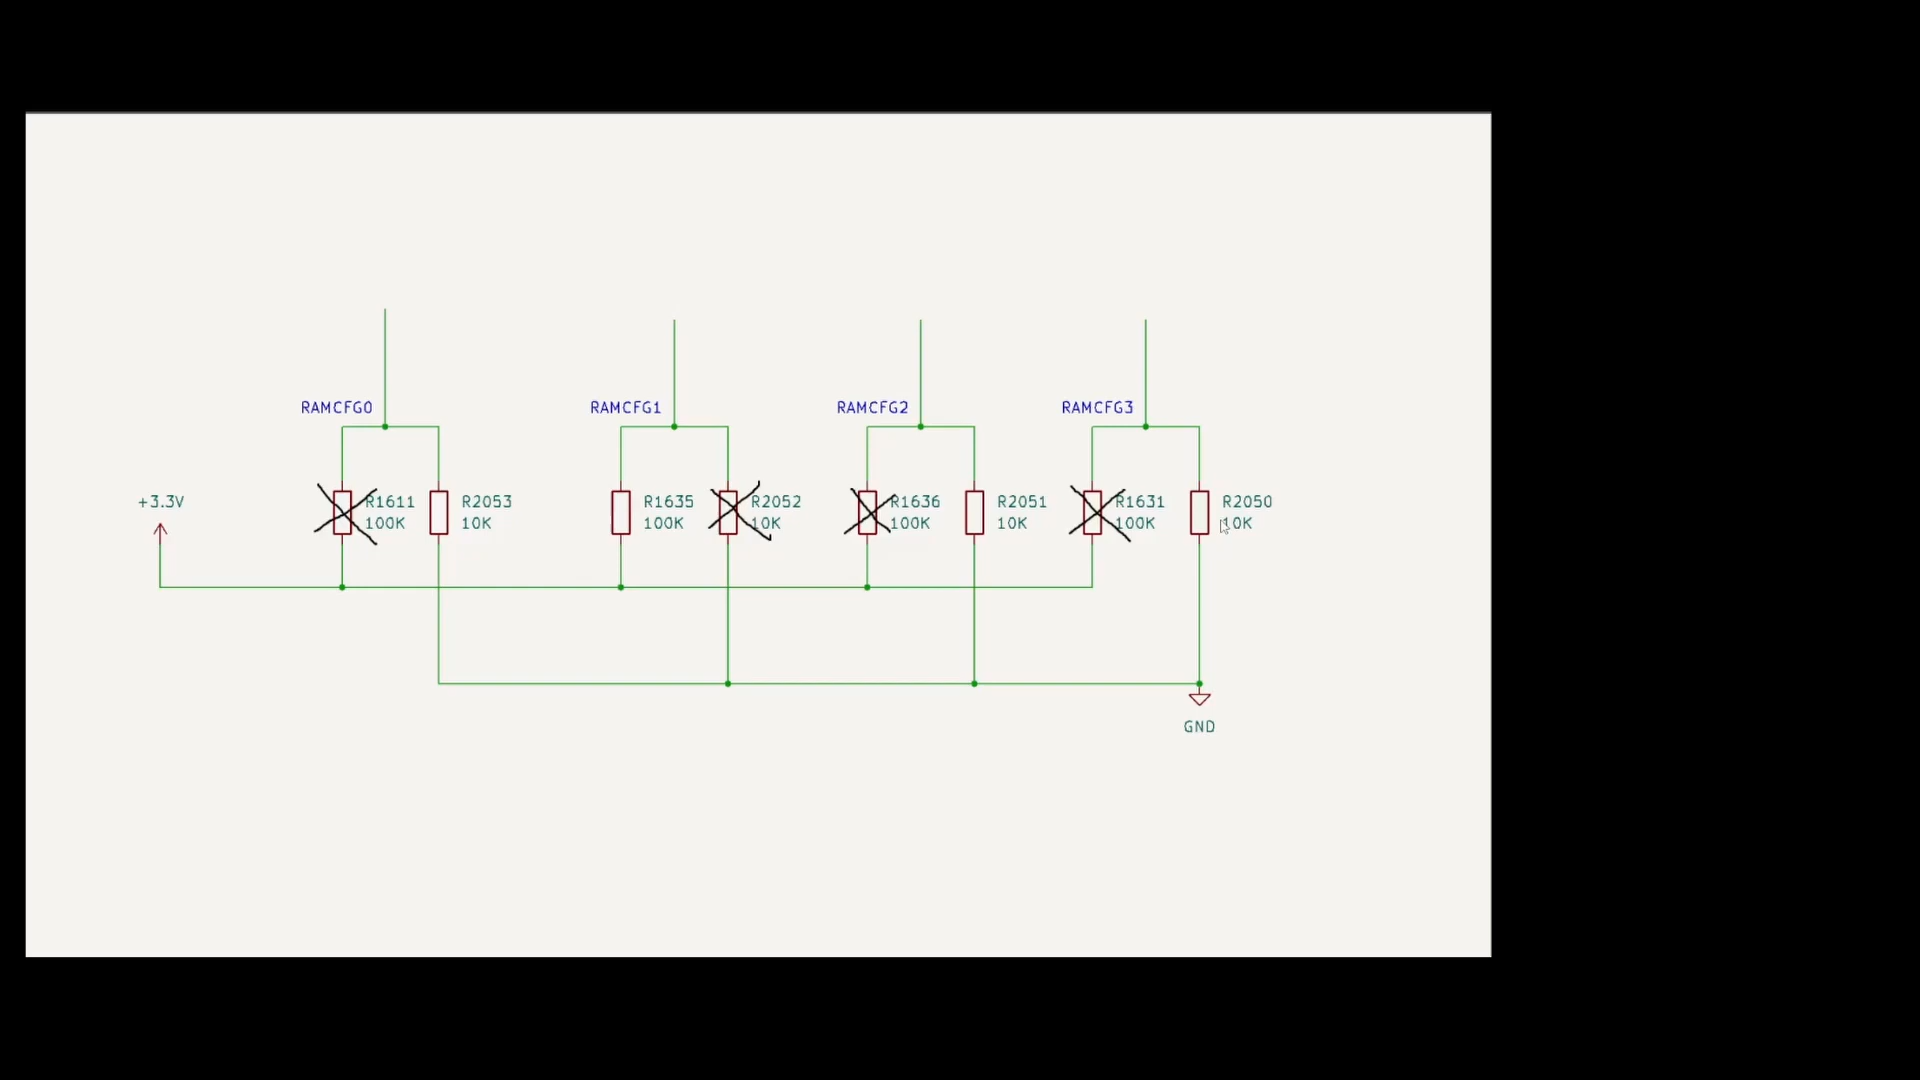 RAMCFG0
RAMCFG1
RAMCFG2
RAMCFG3
+3.3V
R1611
100K
R2053
10K
R1635
100K
R2052
10K
R1636
100K
R2051
10K
R1631
100K
R2050
10K
GND